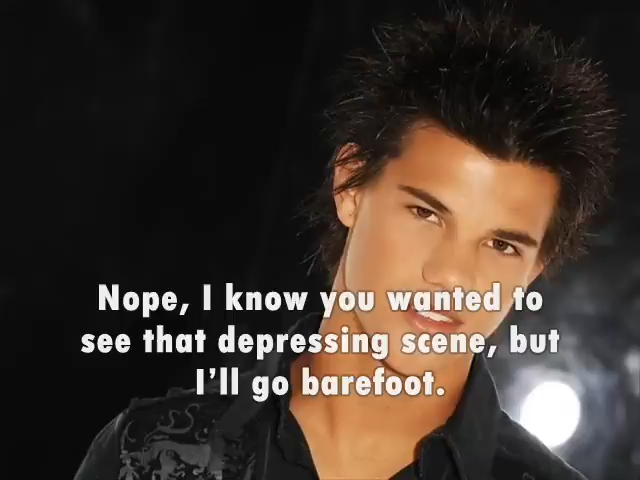 Nope, I know you wanted to
see that depressing scene, but
I'll go barefoot.